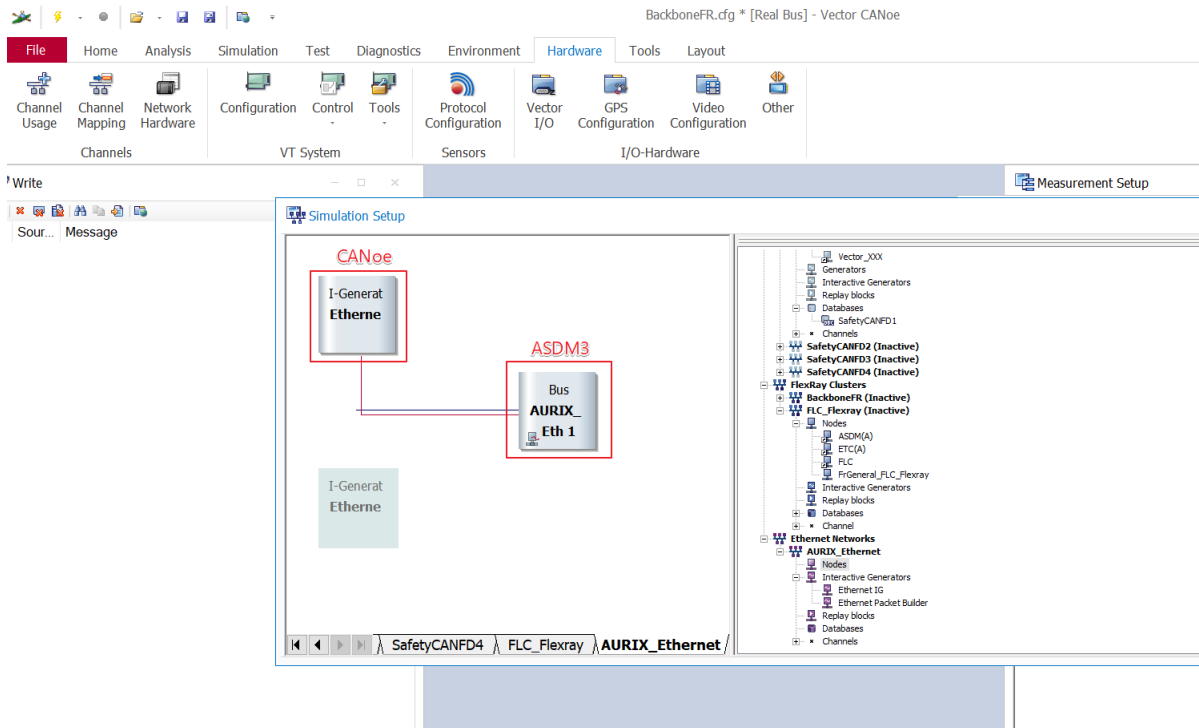 BackboneFR.cfg * [Real Bus] - Vector CANoe
File Home Analysis Simulation Test Diagnostics Environment Hardware Tools Layout
Channel Usage
Channel Mapping
Network Hardware
Configuration
Control
Tools
Protocol Configuration
Vector I/O
GPS Configuration
Video Configuration
Other
Channels VT System Sensors I/O-Hardware
Write
Measurement Setup
Sour... Message
Simulation Setup
CANoe
I-Generat
Etherne
ASDM3
Bus
AURIX_
Eth 1
I-Generat
Etherne
SafetyCANFD4 FLC_Flexray AURIX_Ethernet
Vector_XXX
Generators
Interactive Generators
Replay blocks
Databases
SafetyCANFD1
Channels
SafetyCANFD2 (Inactive)
SafetyCANFD3 (Inactive)
SafetyCANFD4 (Inactive)
FlexRay Clusters
BackboneFR (Inactive)
FLC_Flexray (Inactive)
Nodes
ASDM(A)
ETC(A)
FLC
FrGeneral_FLC_Flexray
Interactive Generators
Replay blocks
Databases
Channel
Ethernet Networks
AURIX_Ethernet
Nodes
Interactive Generators
Ethernet IG
Ethernet Packet Builder
Replay blocks
Databases
Channels